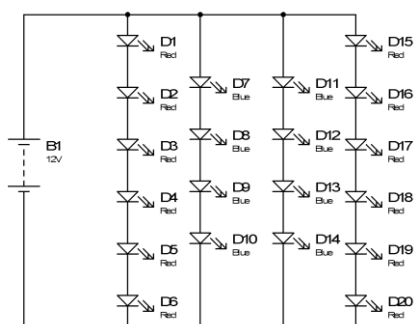 D1
Red
D15
Red
D7
Blue
D11
Blue
D2
Red
D16
Red
D8
Blue
D12
Blue
B1
12V
D3
Red
D17
Red
D9
Blue
D13
Blue
D4
Red
D18
Red
D10
Blue
D14
Blue
D5
Red
D19
Red
D6
Red
D20
Red